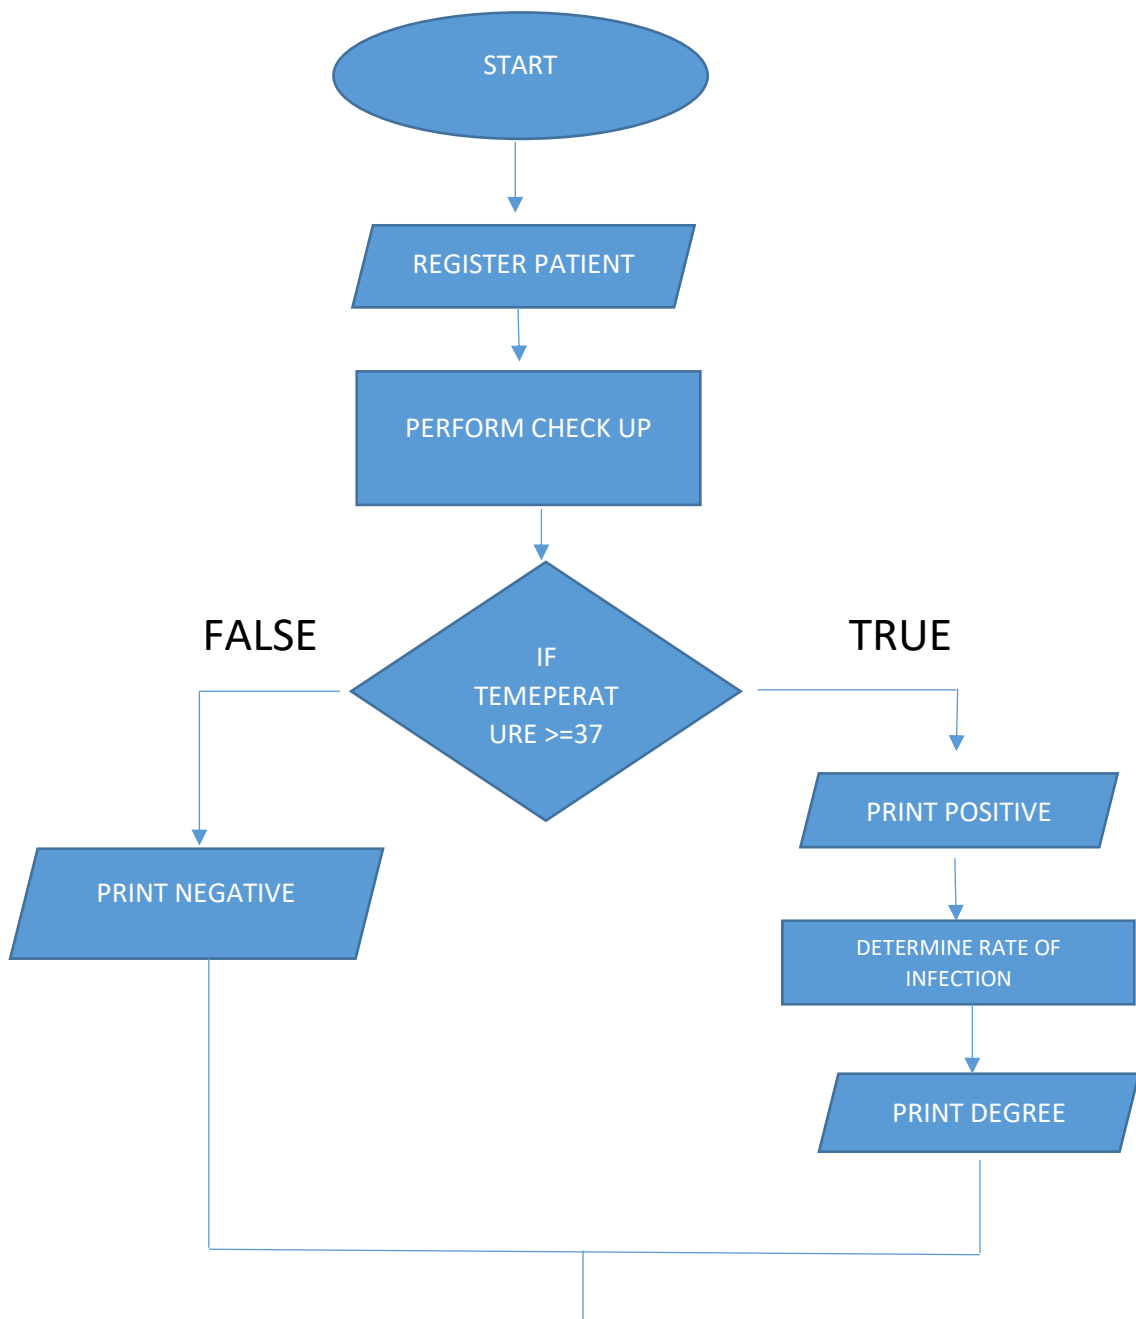 START
REGISTER PATIENT
PERFORM CHECK UP
FALSE
TRUE
IF
TEMEPERAT
URE >=37
PRINT POSITIVE
PRINT NEGATIVE
DETERMINE RATE OF
INFECTION
PRINT DEGREE